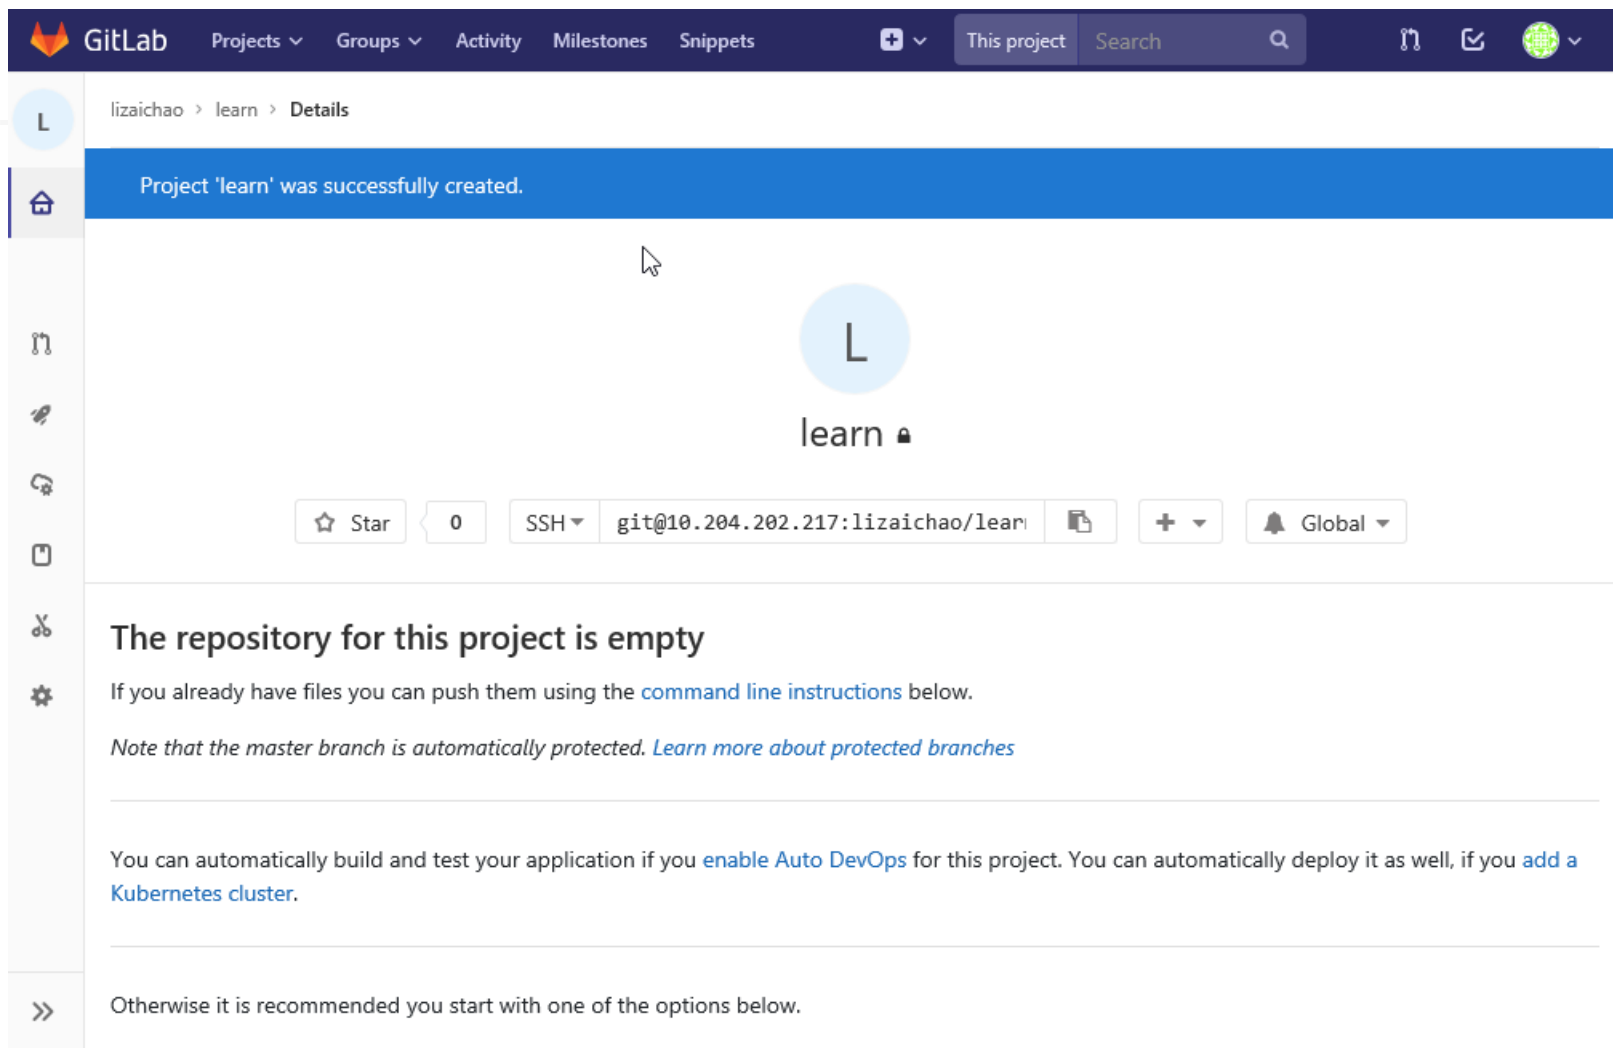 GitLab Projects Groups Activity Milestones Snippets This project Search
L
lizaichao > learn > Details
Project 'learn' was successfully created.
L
learn
Star 0 SSH git@10.204.202.217:lizaichao/lear Global
The repository for this project is empty
If you already have files you can push them using the command line instructions below.
Note that the master branch is automatically protected. Learn more about protected branches
You can automatically build and test your application if you enable Auto DevOps for this project. You can automatically deploy it as well, if you add a
Kubernetes cluster.
Otherwise it is recommended you start with one of the options below.